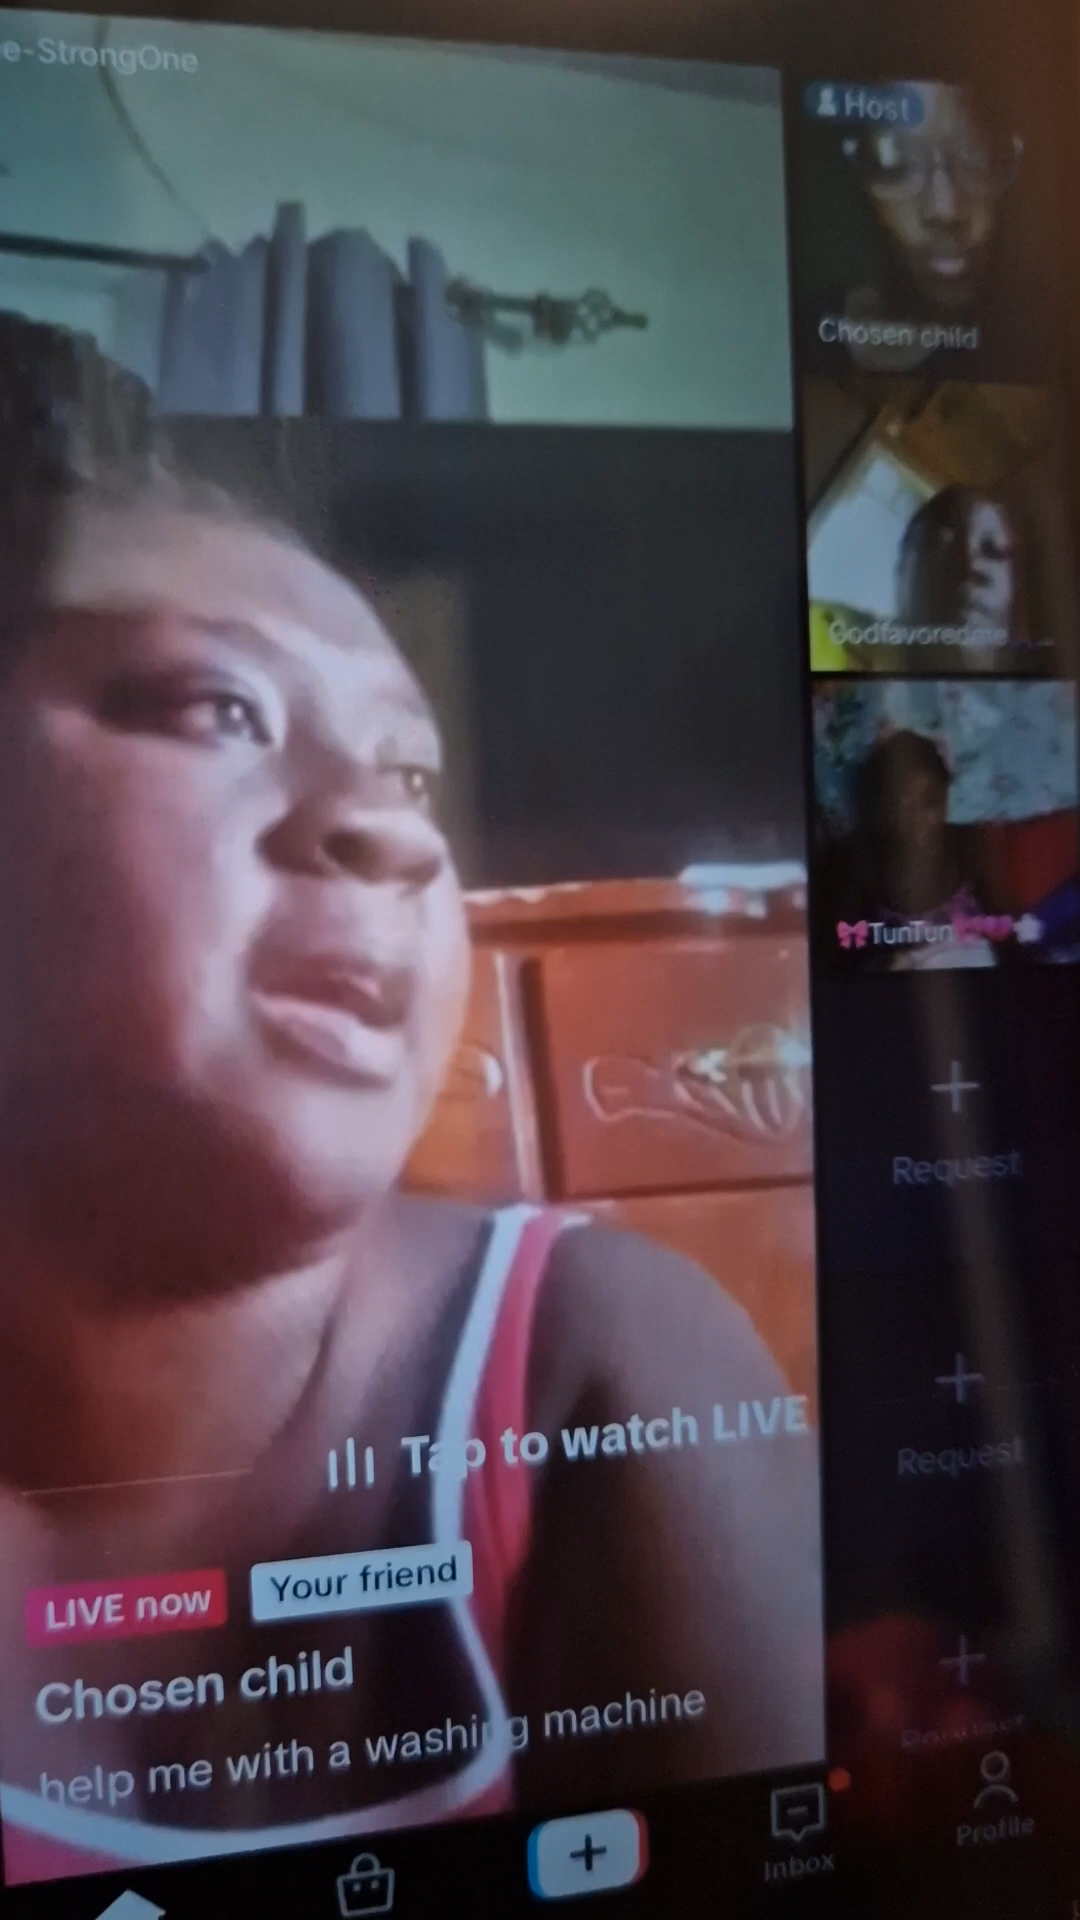 e-StrongOne
Host
Chosen child
Godfavored
TunTun
Request
Request
Tap to watch LIVE
LIVE now
Your friend
Chosen child
help me with a washing machine
Inbox
Profile